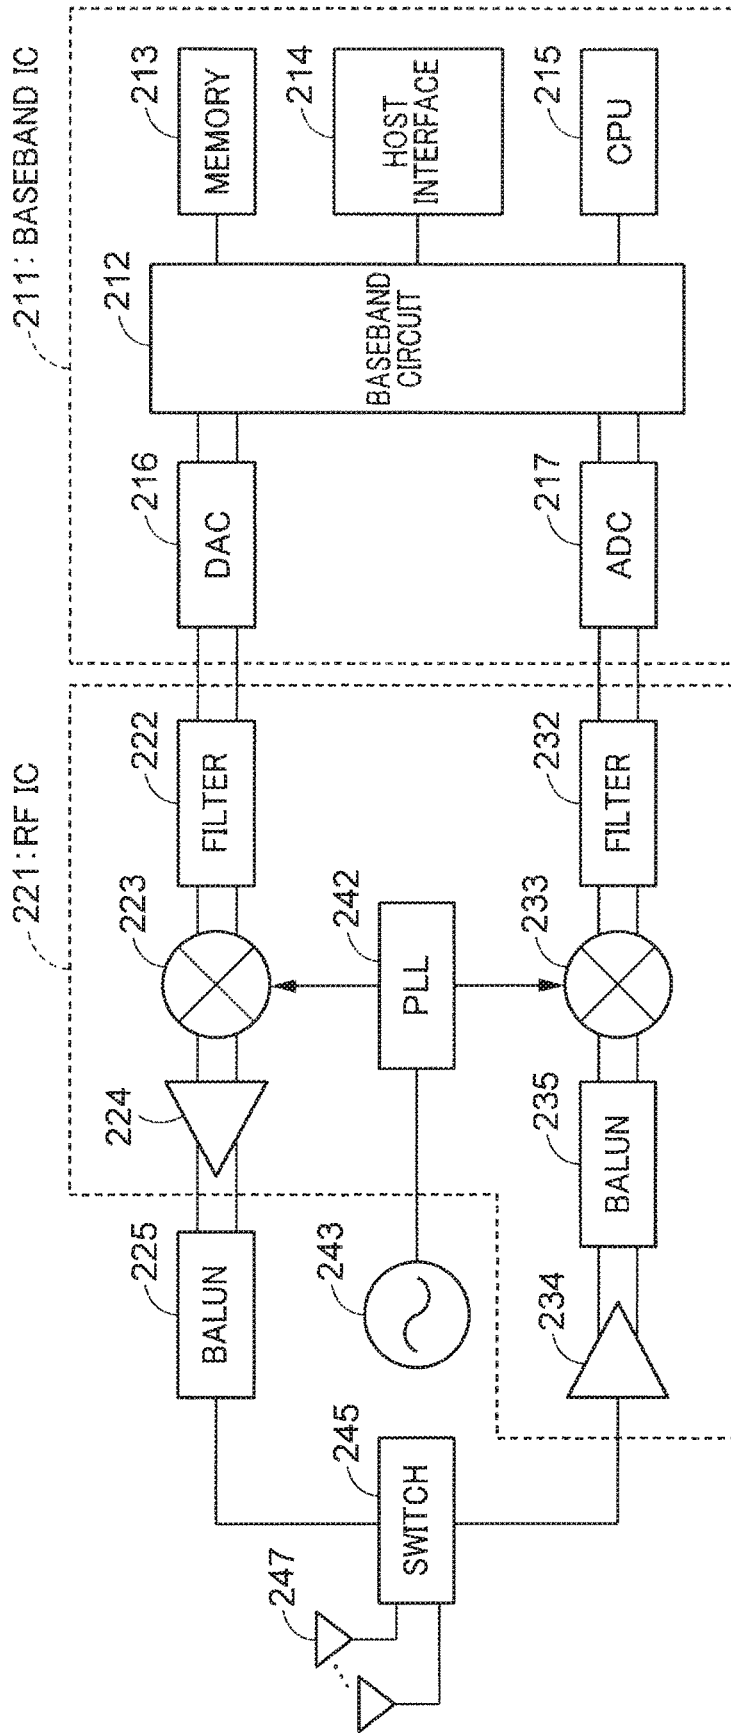 211: BASEBAND IC
221: RF IC
213
MEMORY
214
HOST
INTERFACE
215
CPU
212
BASEBAND
CIRCUIT
216
DAC
217
ADC
222
FILTER
232
FILTER
223
242
PLL
233
224
235
BALUN
225
BALUN
243
234
245
SWITCH
247